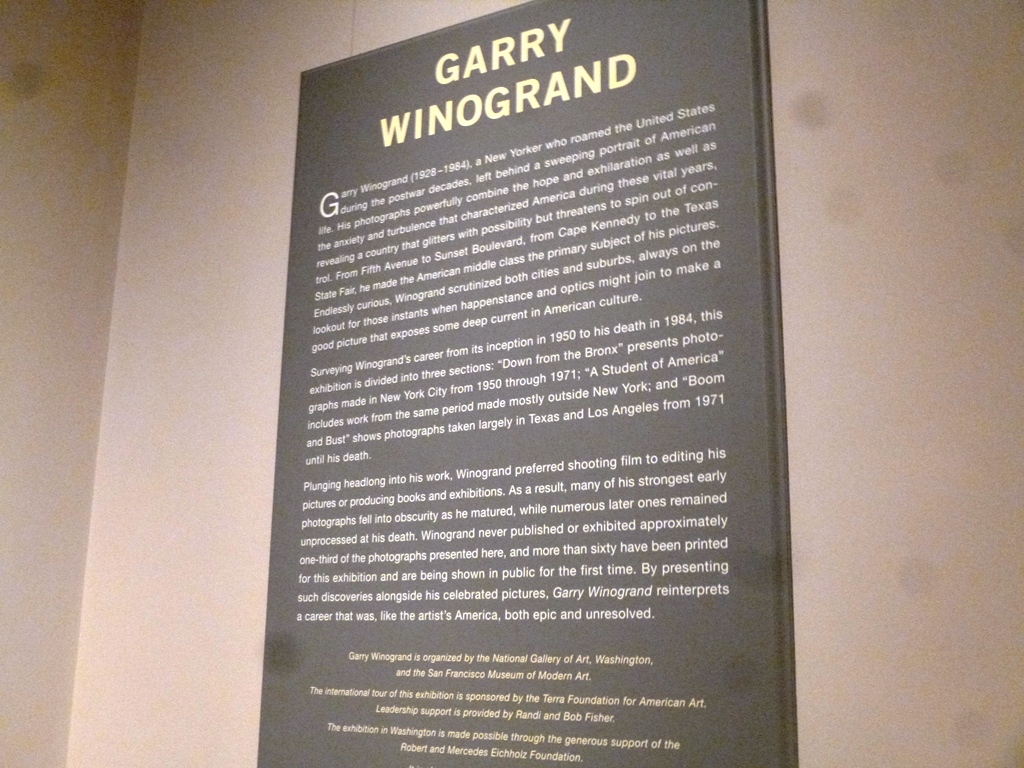 GARRY
WINOGRAND
Garry Winogrand (1928–1984), a New Yorker who roamed the United States
during the postwar decades, left behind a sweeping portrait of American
life. His photographs powerfully combine the hope and exhilaration as well as
the anxiety and turbulence that characterized America during these vital years,
revealing a country that glitters with possibility but threatens to spin out of con-
trol. From Fifth Avenue to Sunset Boulevard, from Cape Kennedy to the Texas
State Fair, he made the American middle class the primary subject of his pictures.
Endlessly curious, Winogrand scrutinized both cities and suburbs, always on the
lookout for those instants when happenstance and optics might join to make a
good picture that exposes some deep current in American culture.
Surveying Winogrand's career from its inception in 1950 to his death in 1984, this
exhibition is divided into three sections: "Down from the Bronx" presents photo-
graphs made in New York City from 1950 through 1971; "A Student of America"
includes work from the same period made mostly outside New York; and "Boom
and Bust" shows photographs taken largely in Texas and Los Angeles from 1971
until his death.
Plunging headlong into his work, Winogrand preferred shooting film to editing his
pictures or producing books and exhibitions. As a result, many of his strongest early
photographs fell into obscurity as he matured, while numerous later ones remained
unprocessed at his death. Winogrand never published or exhibited approximately
one-third of the photographs presented here, and more than sixty have been printed
for this exhibition and are being shown in public for the first time. By presenting
such discoveries alongside his celebrated pictures, Garry Winogrand reinterprets
a career that was, like the artist's America, both epic and unresolved.
Garry Winogrand is organized by the National Gallery of Art, Washington,
and the San Francisco Museum of Modern Art.
The international tour of this exhibition is sponsored by the Terra Foundation for American Art.
Leadership support is provided by Randi and Bob Fisher.
The exhibition in Washington is made possible through the generous support of the
Robert and Mercedes Eichholz Foundation.